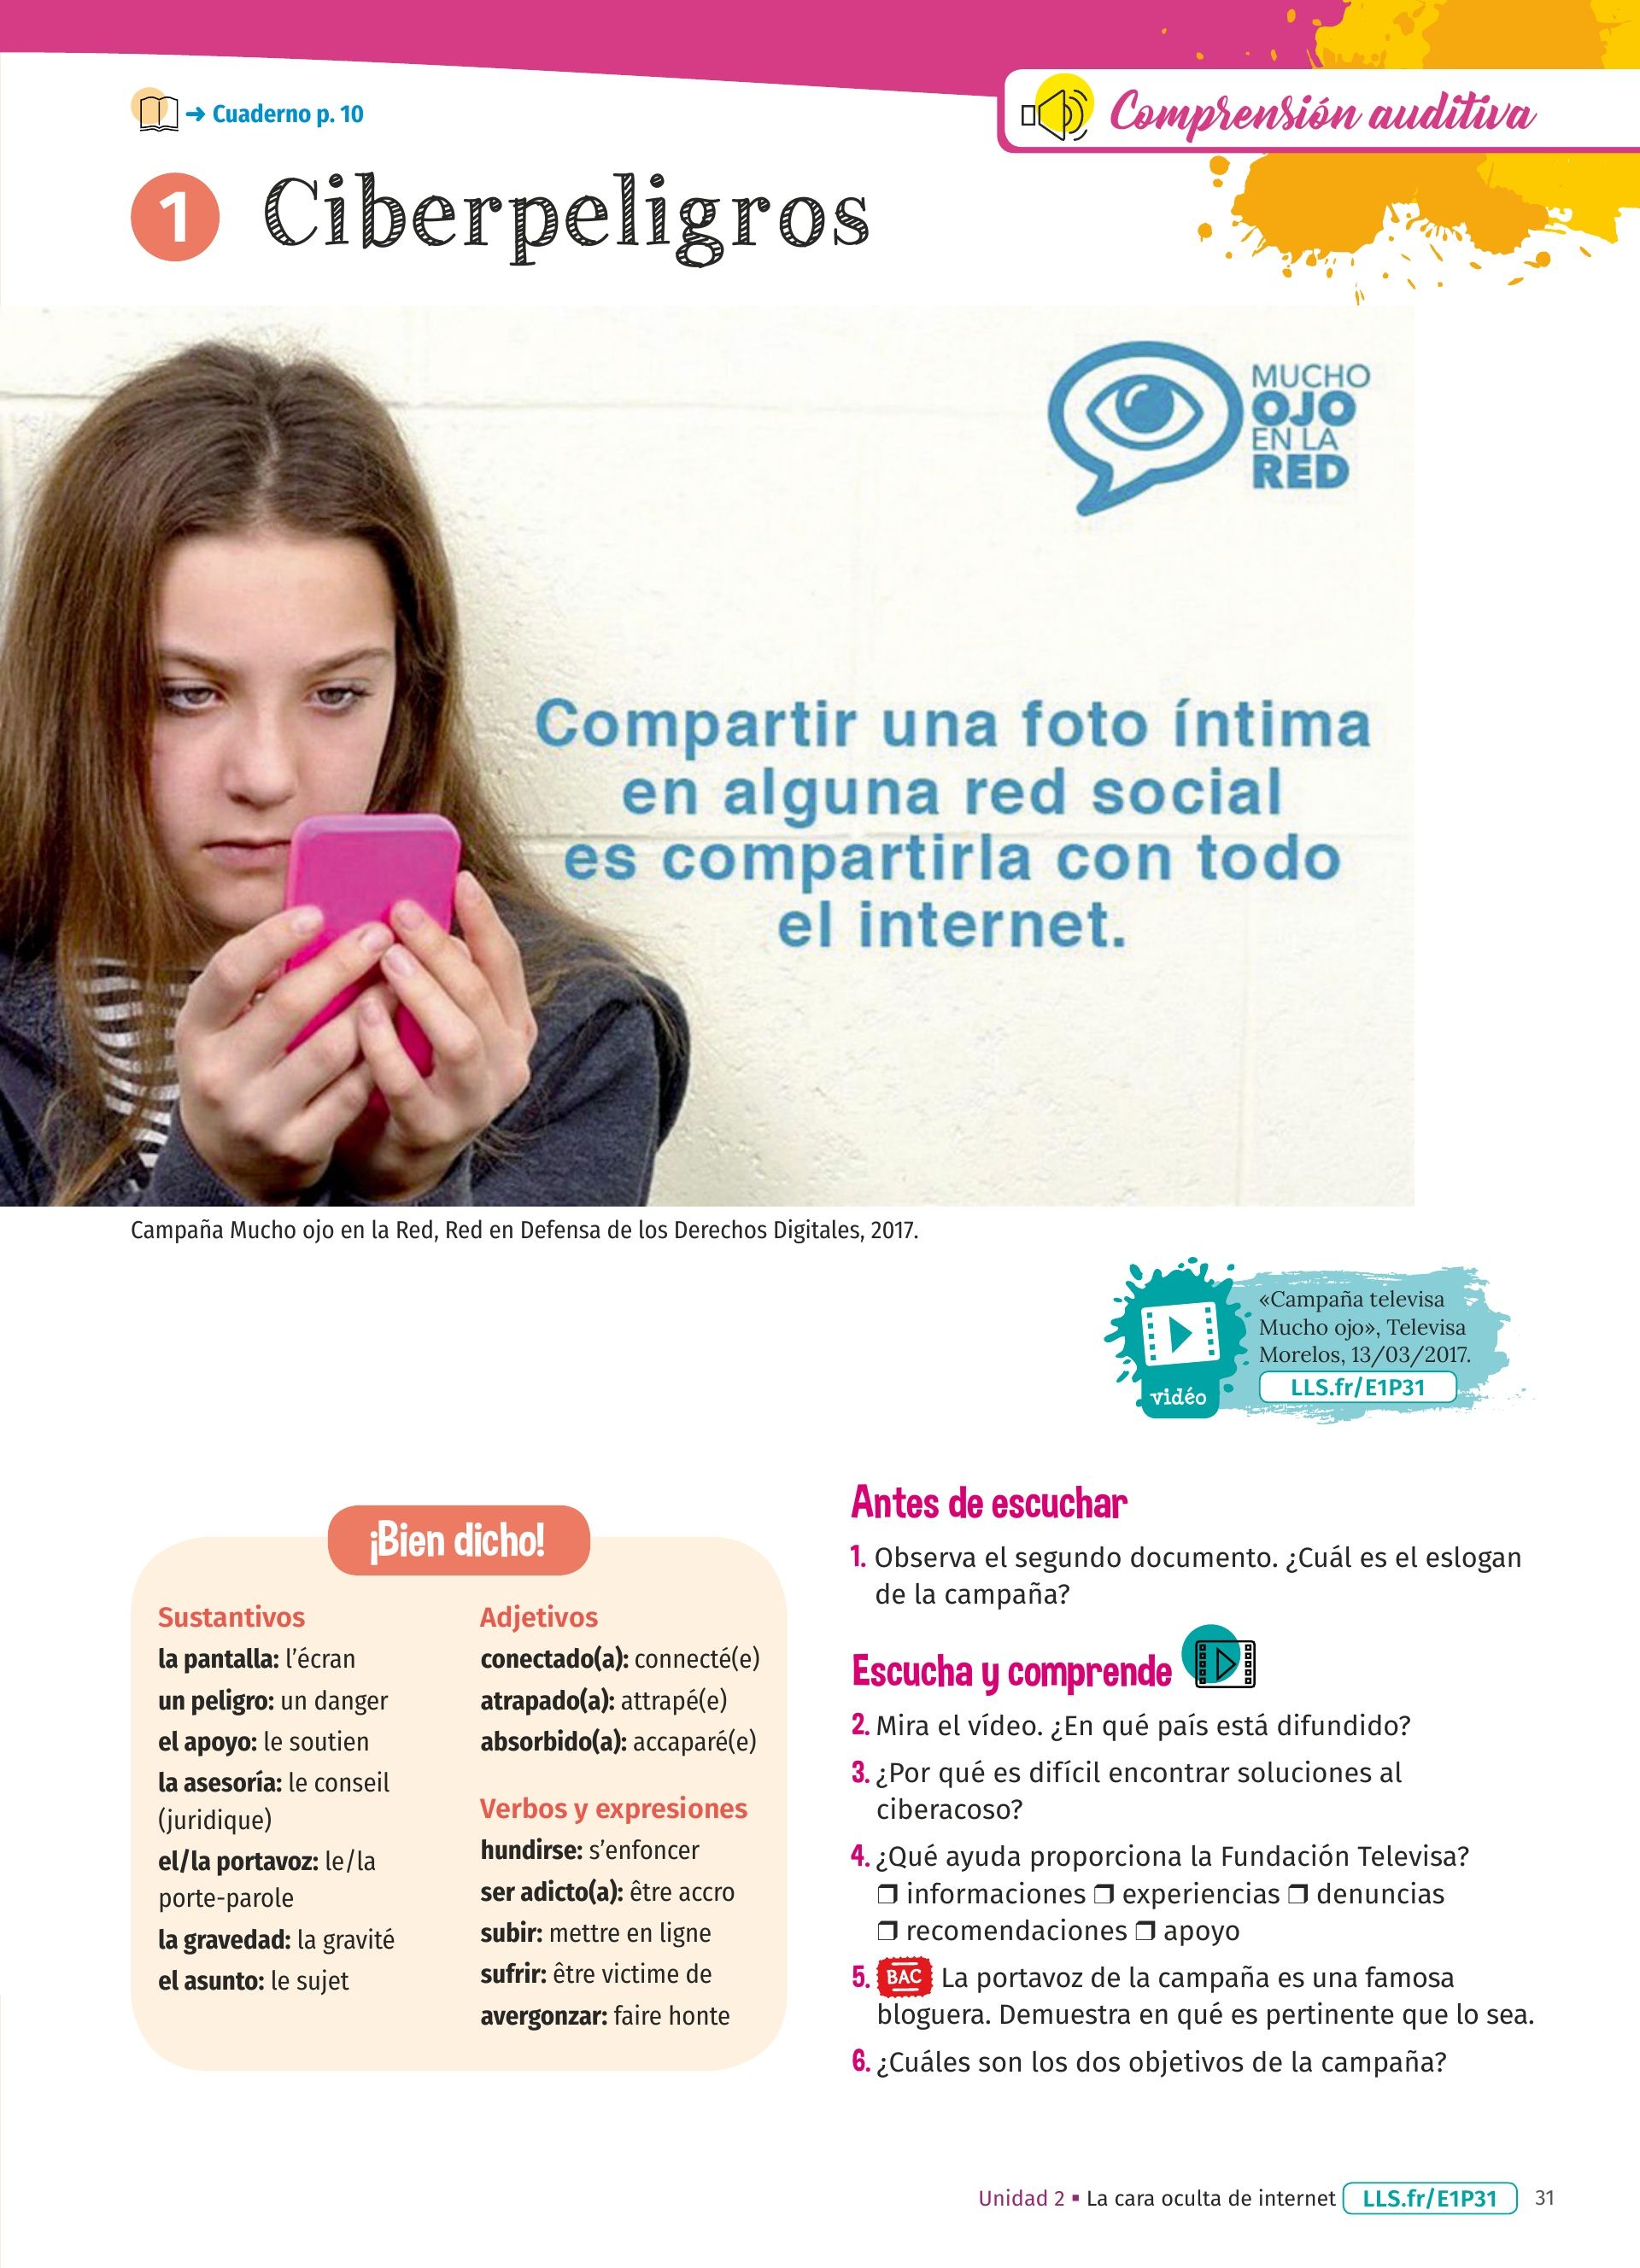 ➜ Cuaderno p. 10
Comprensión auditiva
1 Ciberpeligros
MUCHO
OJO
EN LA
RED
Compartir una foto íntima
en alguna red social
es compartirla con todo
el internet.
Campaña Mucho ojo en la Red, Red en Defensa de los Derechos Digitales, 2017.
«Campaña televisa
Mucho ojo», Televisa
Morelos, 13/03/2017.
LLS.fr/E1P31
vidéo
¡Bien dicho!
Sustantivos
la pantalla: l'écran
un peligro: un danger
el apoyo: le soutien
la asesoría: le conseil
(juridique)
el/la portavoz: le/la
porte-parole
la gravedad: la gravité
el asunto: le sujet
Adjetivos
conectado(a): connecté(e)
atrapado(a): attrapé(e)
absorbido(a): accaparé(e)
Verbos y expresiones
hundirse: s'enfoncer
ser adicto(a): être accro
subir: mettre en ligne
sufrir: être victime de
avergonzar: faire honte
Antes de escuchar
1. Observa el segundo documento. ¿Cuál es el eslogan
de la campaña?
Escucha y comprende
2. Mira el vídeo. ¿En qué país está difundido?
3. ¿Por qué es difícil encontrar soluciones al
ciberacoso?
4. ¿Qué ayuda proporciona la Fundación Televisa?
❒ informaciones ❒ experiencias ❒ denuncias
❒ recomendaciones ❒ apoyo
5. BAC La portavoz de la campaña es una famosa
bloguera. Demuestra en qué es pertinente que lo sea.
6. ¿Cuáles son los dos objetivos de la campaña?
Unidad 2 ▪ La cara oculta de internet LLS.fr/E1P31 31